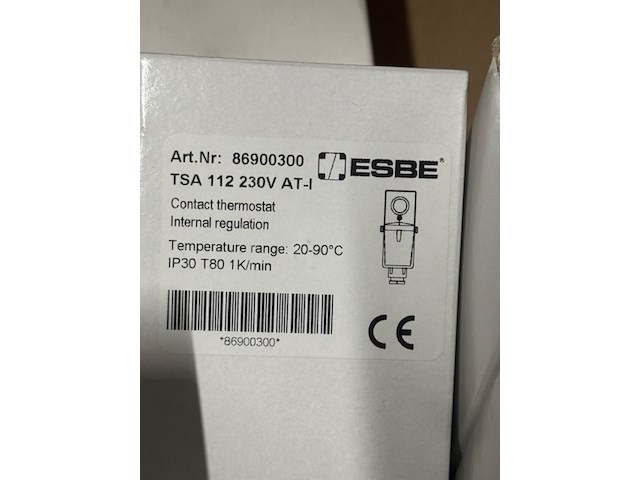 Art.Nr: 86900300
ESBE®
TSA 112 230V AT-I
Contact thermostat
Internal regulation
Temperature range: 20-90°C
IP30 T80 1K/min
*86900300*
CE